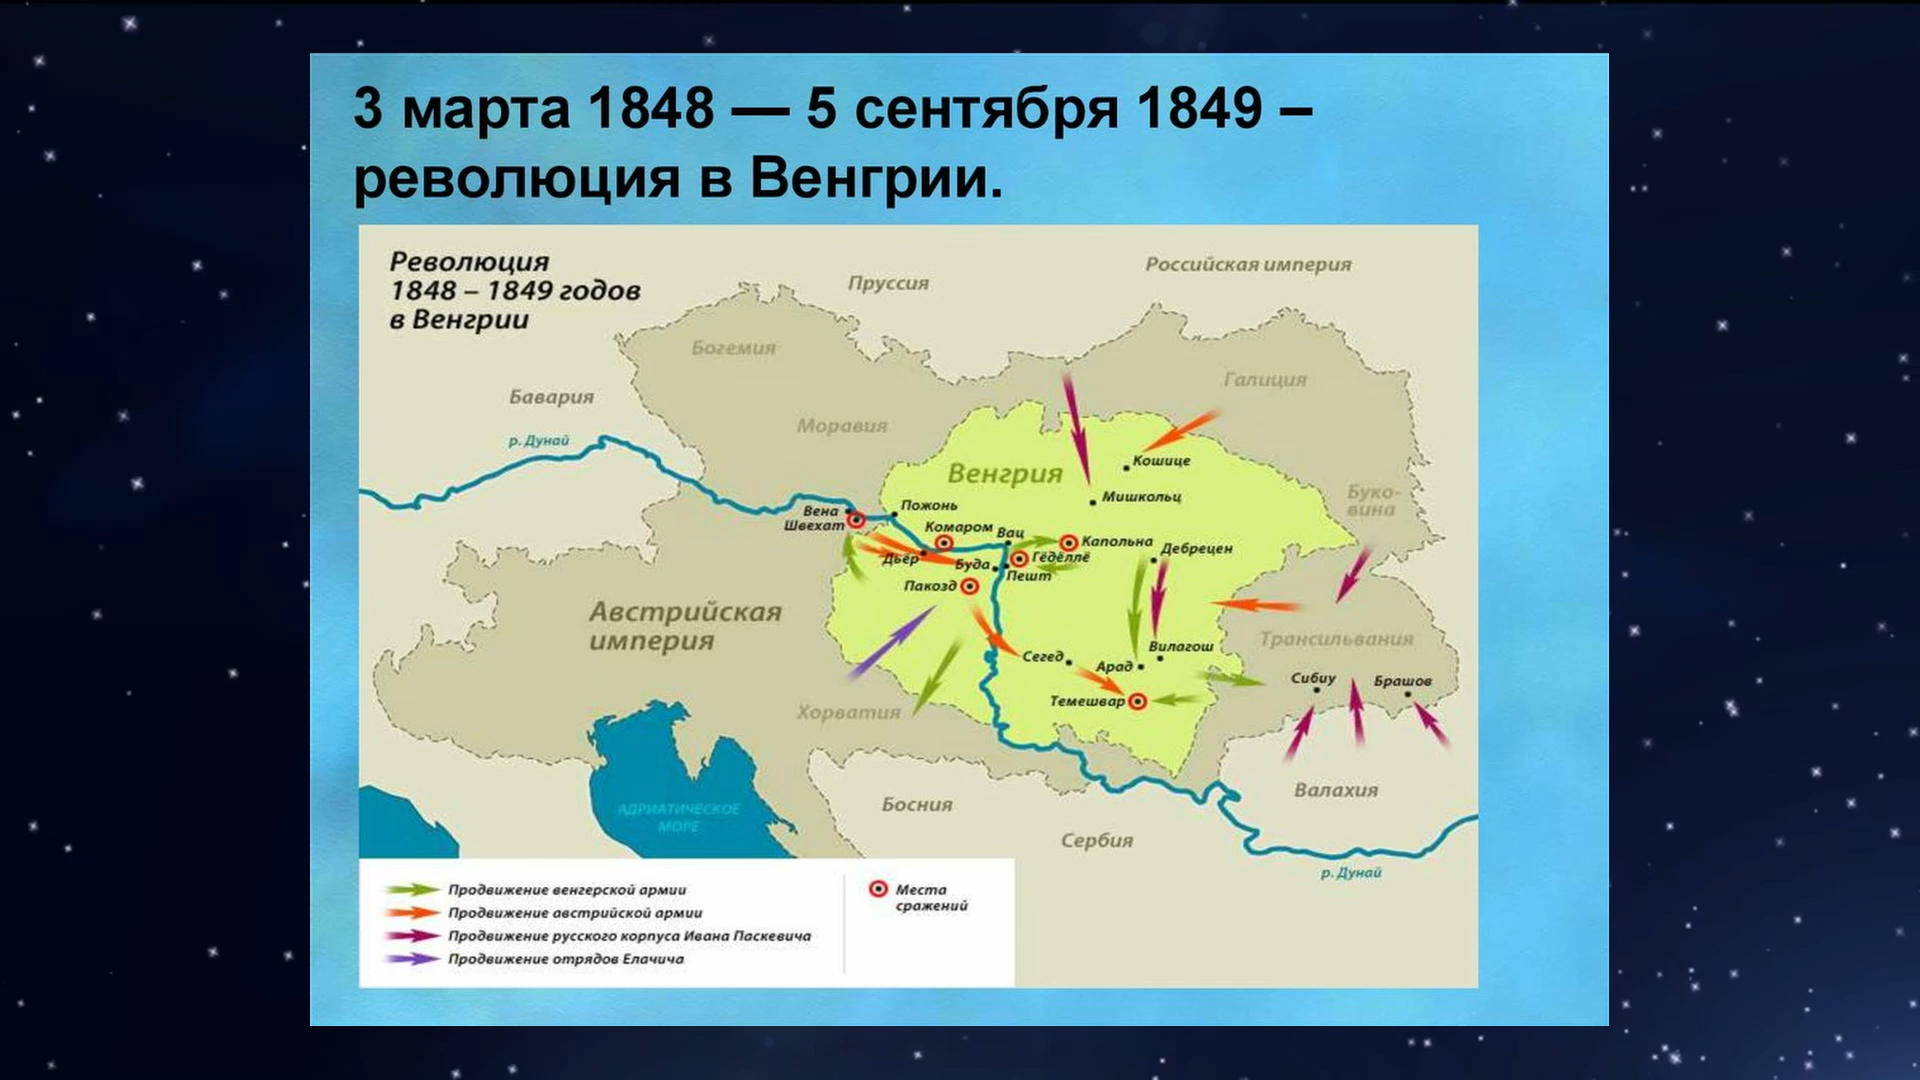 3 марта 1848 — 5 сентября 1849 –
революция в Венгрии.
Революция
1848 – 1849 годов
в Венгрии
Пруссия
Российская империя
Богемия
Галиция
Бавария
Моравия
р. Дунай
Кошице
Венгрия
Мишкольц
Буко-
вина
Пожонь
Вена
Швехат
Комаром
Вац
Капольна
Дебрецен
Дьёр
Буда
Гёдёллё
Пешт
Пакозд
Австрийская
империя
Трансильвания
Вилагош
Сегед
Арад
Сибиу
Брашов
Темешвар
Хорватия
Валахия
Босния
АДРИАТИЧЕСКОЕ
МОРЕ
Сербия
р. Дунай
Продвижение венгерской армии
Продвижение австрийской армии
Продвижение русского корпуса Ивана Паскевича
Продвижение отрядов Елачича
Места
сражений